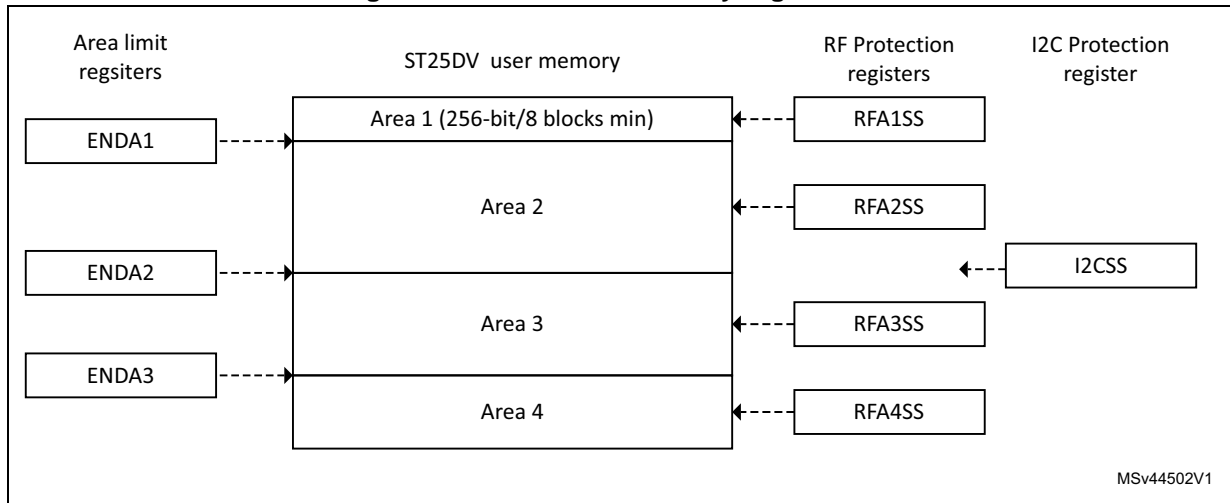 Area limit
regsiters
ST25DV user memory
RF Protection
registers
I2C Protection
register
Area 1 (256-bit/8 blocks min)
RFA1SS
ENDA1
Area 2
RFA2SS
ENDA2
I2CSS
Area 3
RFA3SS
ENDA3
Area 4
RFA4SS
MSv44502V1